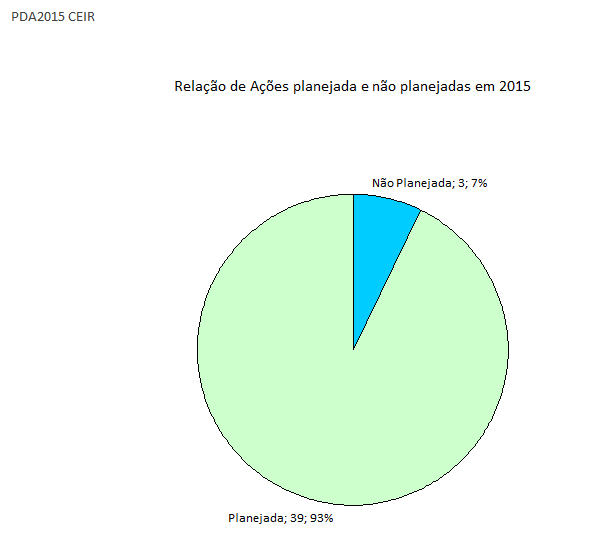 PDA2015 CEIR
Relação de Ações planejada e não planejadas em 2015
Não Planejada; 3; 7%
Planejada; 39; 93%